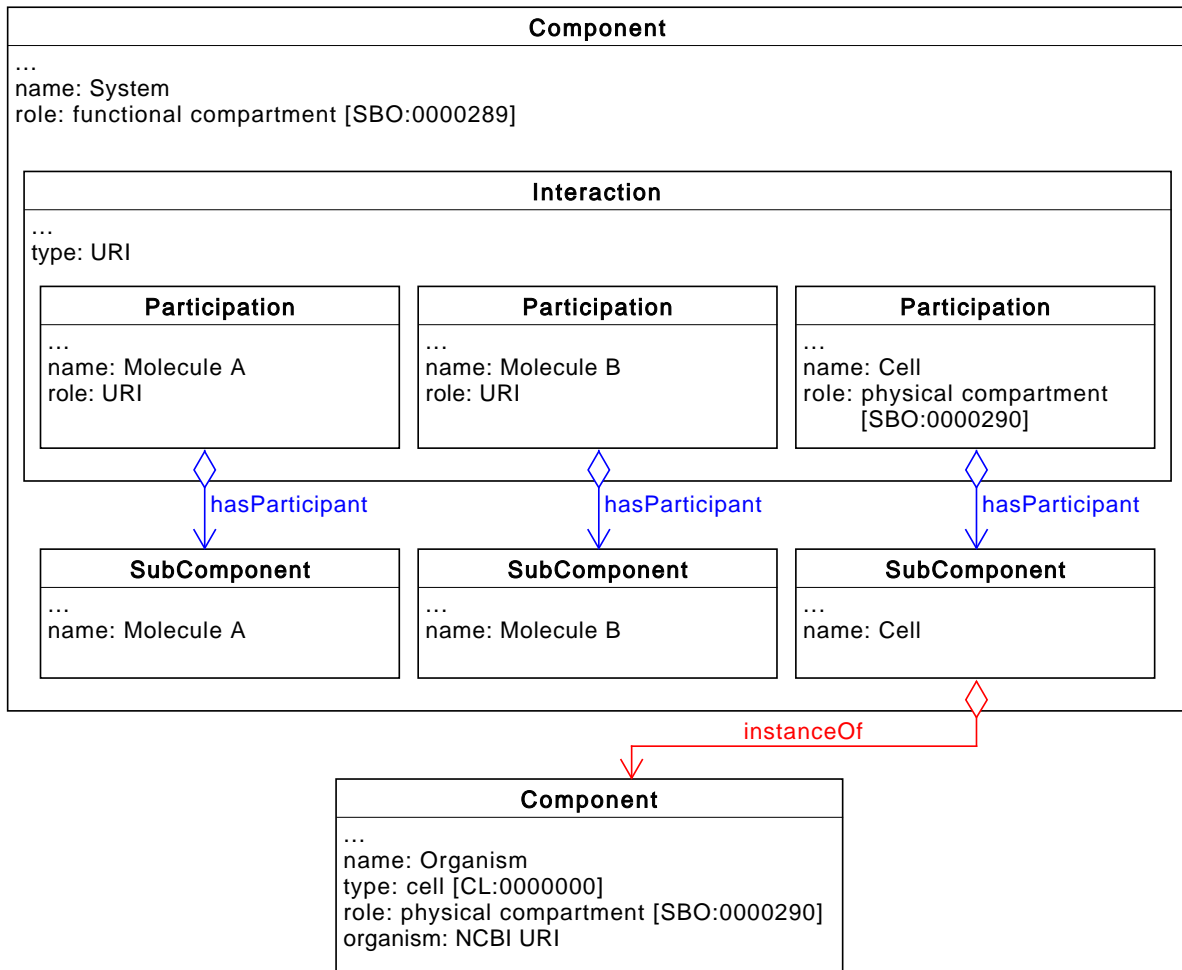 Component
...
name: System
role: functional compartment [SBO:0000289]
Interaction
...
type: URI
Participation
...
name: Molecule A
role: URI
Participation
...
name: Molecule B
role: URI
Participation
...
name: Cell
role: physical compartment
[SBO:0000290]
hasParticipant
hasParticipant
hasParticipant
SubComponent
...
name: Molecule A
SubComponent
...
name: Molecule B
SubComponent
...
name: Cell
instanceOf
Component
...
name: Organism
type: cell [CL:0000000]
role: physical compartment [SBO:0000290]
organism: NCBI URI